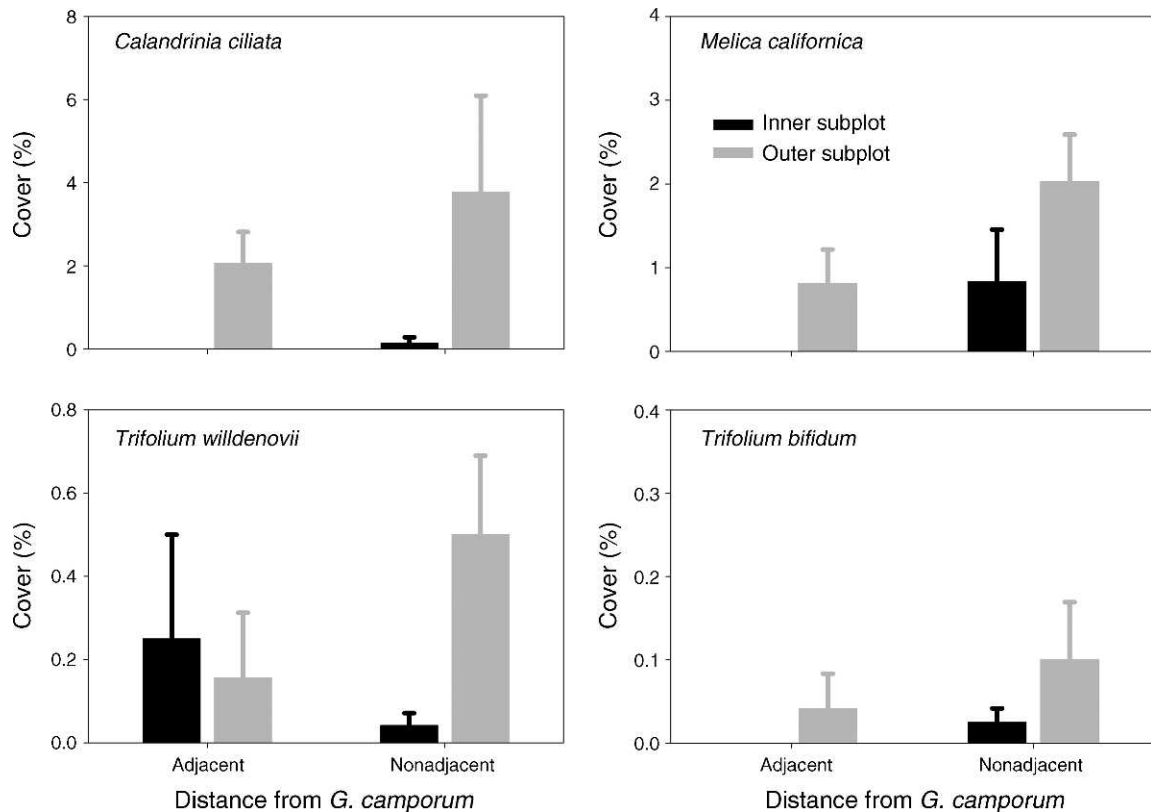 Calandrinia ciliata
Cover (%)
8
6
4
2
0
Melica californica
Inner subplot
Outer subplot
Cover (%)
4
3
2
1
0
Trifolium willdenovii
Cover (%)
0.8
0.6
0.4
0.2
0.0
Adjacent Nonadjacent
Distance from G. camporum
Trifolium bifidum
Cover (%)
0.4
0.3
0.2
0.1
0.0
Adjacent Nonadjacent
Distance from G. camporum